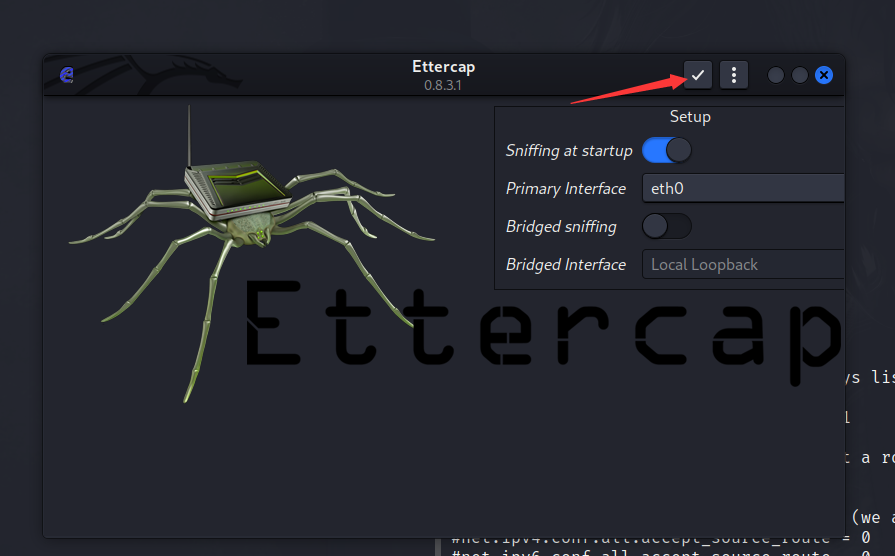 Ettercap
0.8.3.1
Setup
Sniffing at startup
Primary Interface eth0
Bridged sniffing
Bridged Interface Local Loopback
Ettercap
ys lis
l
t a ro
(we a
#net.ipv4.conf.all.accept_source_route = 0
#net.ipv6.conf.all.accept_source_route = 0